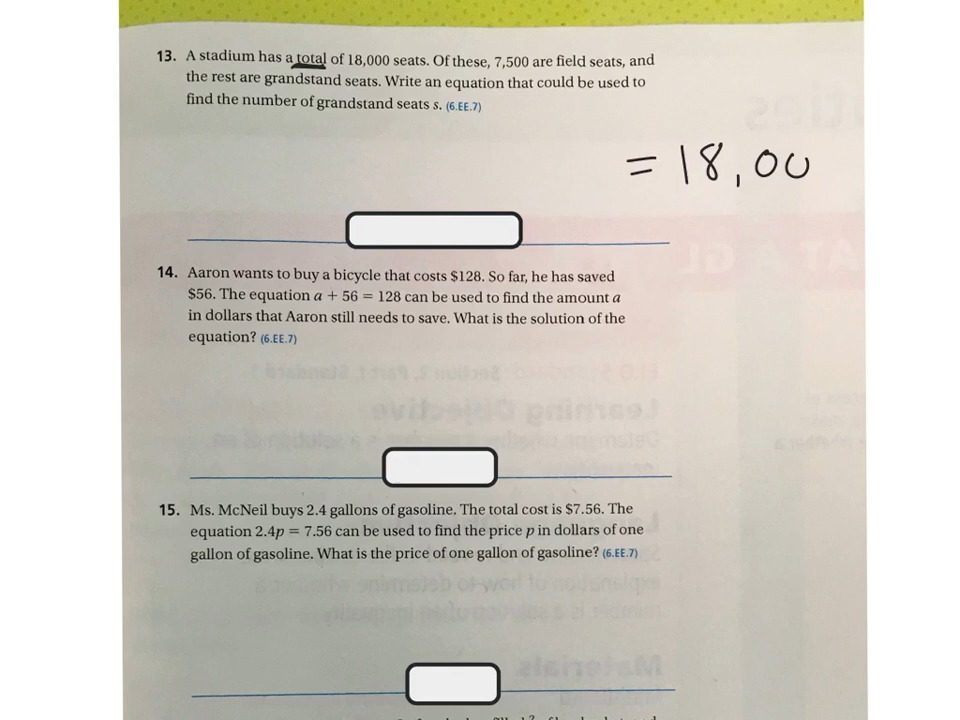 13. A stadium has a total of 18,000 seats. Of these, 7,500 are field seats, and
the rest are grandstand seats. Write an equation that could be used to
find the number of grandstand seats s. (6.EE.7)
= 18,00
14. Aaron wants to buy a bicycle that costs $128. So far, he has saved
$56. The equation a + 56 = 128 can be used to find the amount a
in dollars that Aaron still needs to save. What is the solution of the
equation? (6.EE.7)
15. Ms. McNeil buys 2.4 gallons of gasoline. The total cost is $7.56. The
equation 2.4p = 7.56 can be used to find the price p in dollars of one
gallon of gasoline. What is the price of one gallon of gasoline? (6.EE.7)